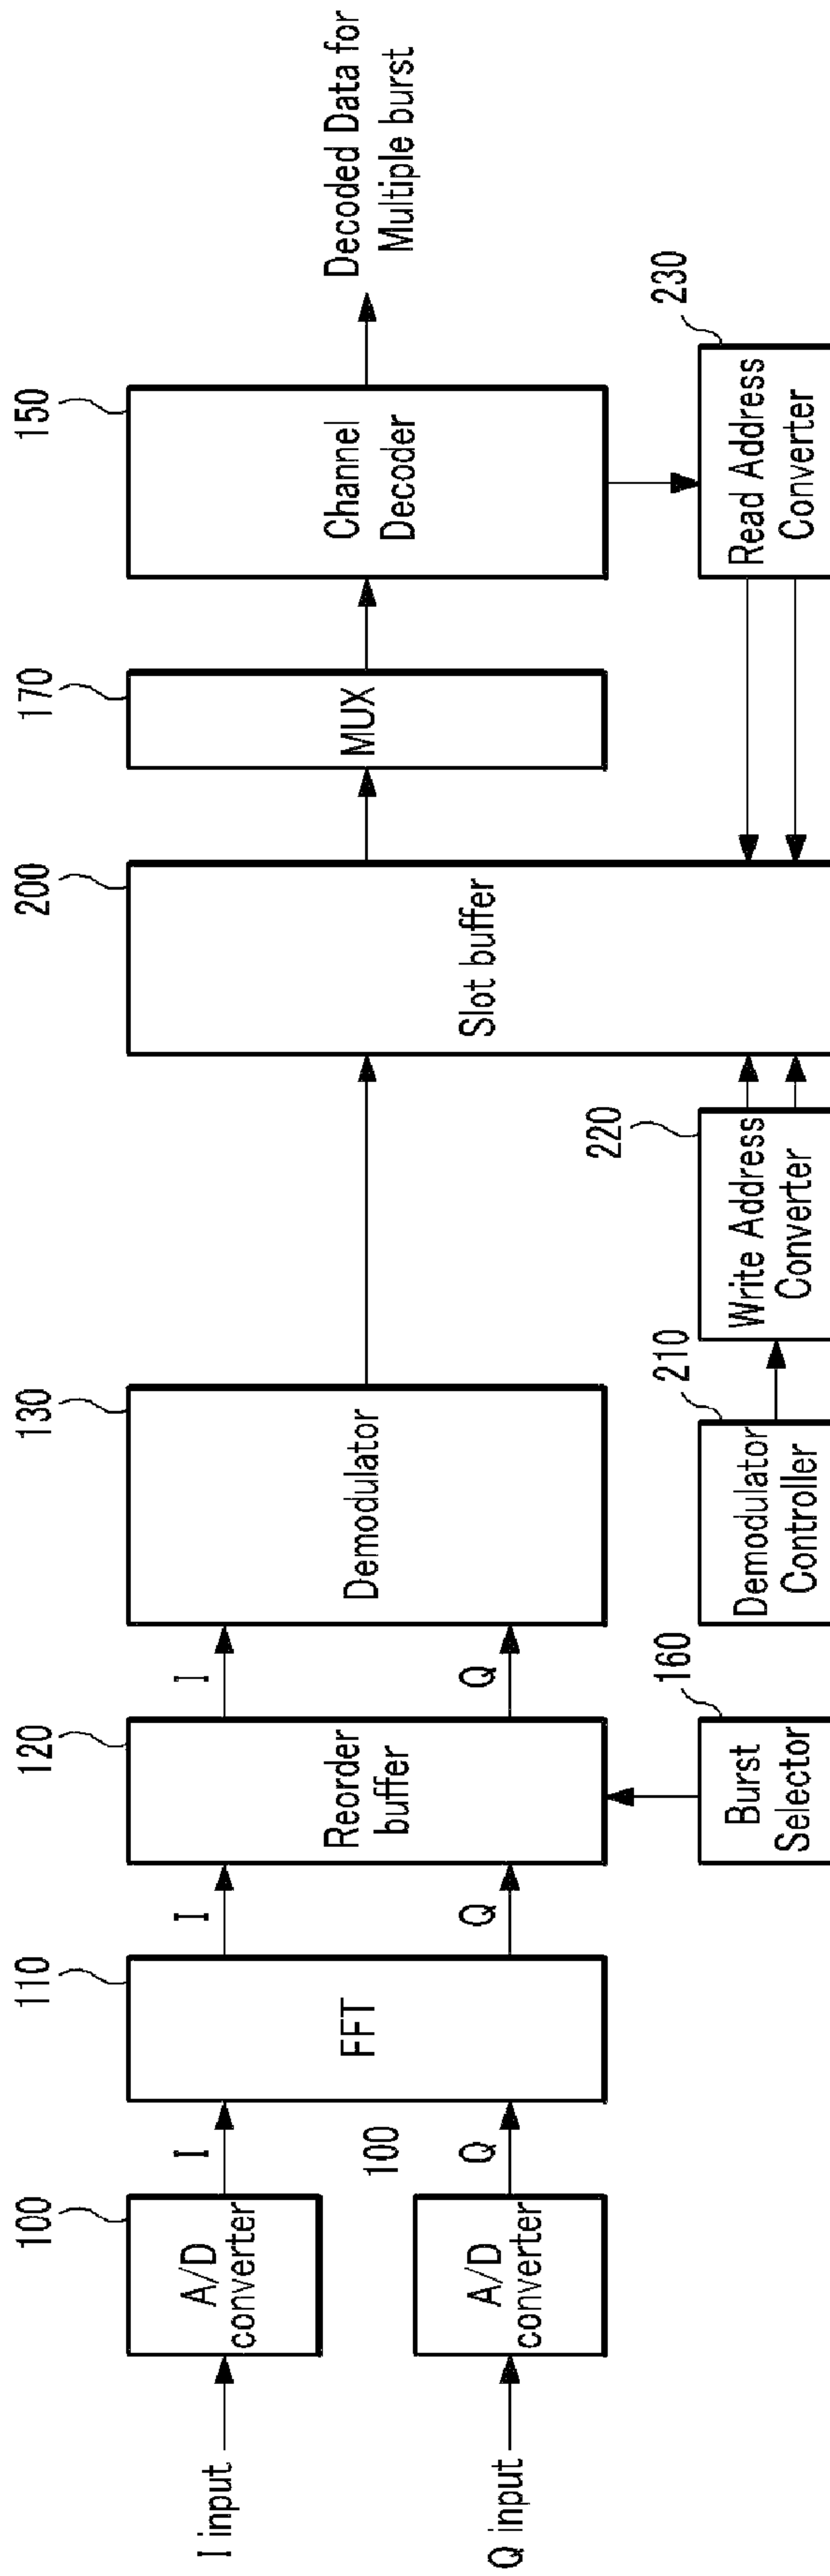 I input
Q input
100
A/D
converter
100
A/D
converter
I
Q
110
FFT
I
Q
120
Reorder
buffer
160
Burst
Selector
I
Q
130
Demodulator
210
Demodulator
Controller
220
Write Address
Converter
200
Slot buffer
170
MUX
150
Channel
Decoder
230
Read Address
Converter
Decoded Data for
Multiple burst